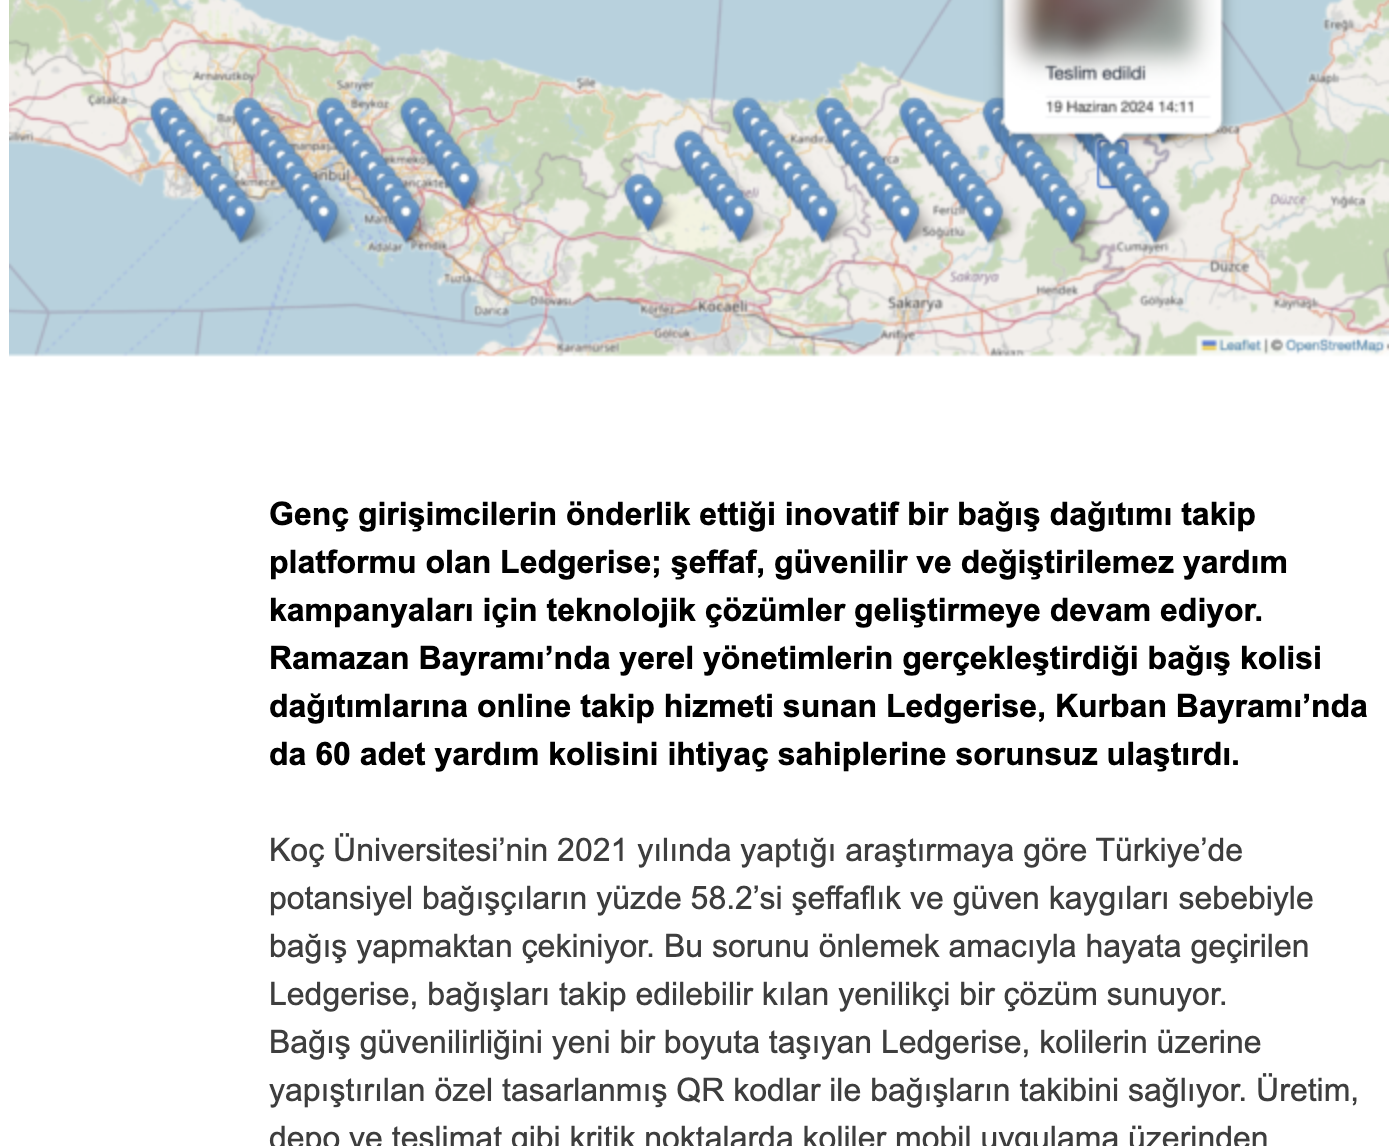 Ereğli
Alaplı
Teslim edildi
19 Haziran 2024 14:11
Arnavutköy
Sarıyer
Şile
Çatalca
Beykoz
Kandıra
Adalar
Pendik
Ferizli
Söğütlü
Düzce
Yığılca
Cumayeri
Tuzla
Düzce
Sakarya
Hendek
Darıca
Dilovası
Körfez
Kocaeli
Sakarya
Gölyaka
Kaynaşlı
Gölcük
Arifiye
Karamürsel
Akyazı
Leaflet | © OpenStreetMap
Genç girişimcilerin önderlik ettiği inovatif bir bağış dağıtımı takip
platformu olan Ledgerise; şeffaf, güvenilir ve değiştirilemez yardım
kampanyaları için teknolojik çözümler geliştirmeye devam ediyor.
Ramazan Bayramı’nda yerel yönetimlerin gerçekleştirdiği bağış kolisi
dağıtımlarına online takip hizmeti sunan Ledgerise, Kurban Bayramı’nda
da 60 adet yardım kolisini ihtiyaç sahiplerine sorunsuz ulaştırdı.
Koç Üniversitesi’nin 2021 yılında yaptığı araştırmaya göre Türkiye’de
potansiyel bağışçıların yüzde 58.2’si şeffaflık ve güven kaygıları sebebiyle
bağış yapmaktan çekiniyor. Bu sorunu önlemek amacıyla hayata geçirilen
Ledgerise, bağışları takip edilebilir kılan yenilikçi bir çözüm sunuyor.
Bağış güvenilirliğini yeni bir boyuta taşıyan Ledgerise, kolilerin üzerine
yapıştırılan özel tasarlanmış QR kodlar ile bağışların takibini sağlıyor. Üretim,
depo ve teslimat gibi kritik noktalarda koliler mobil uygulama üzerinden